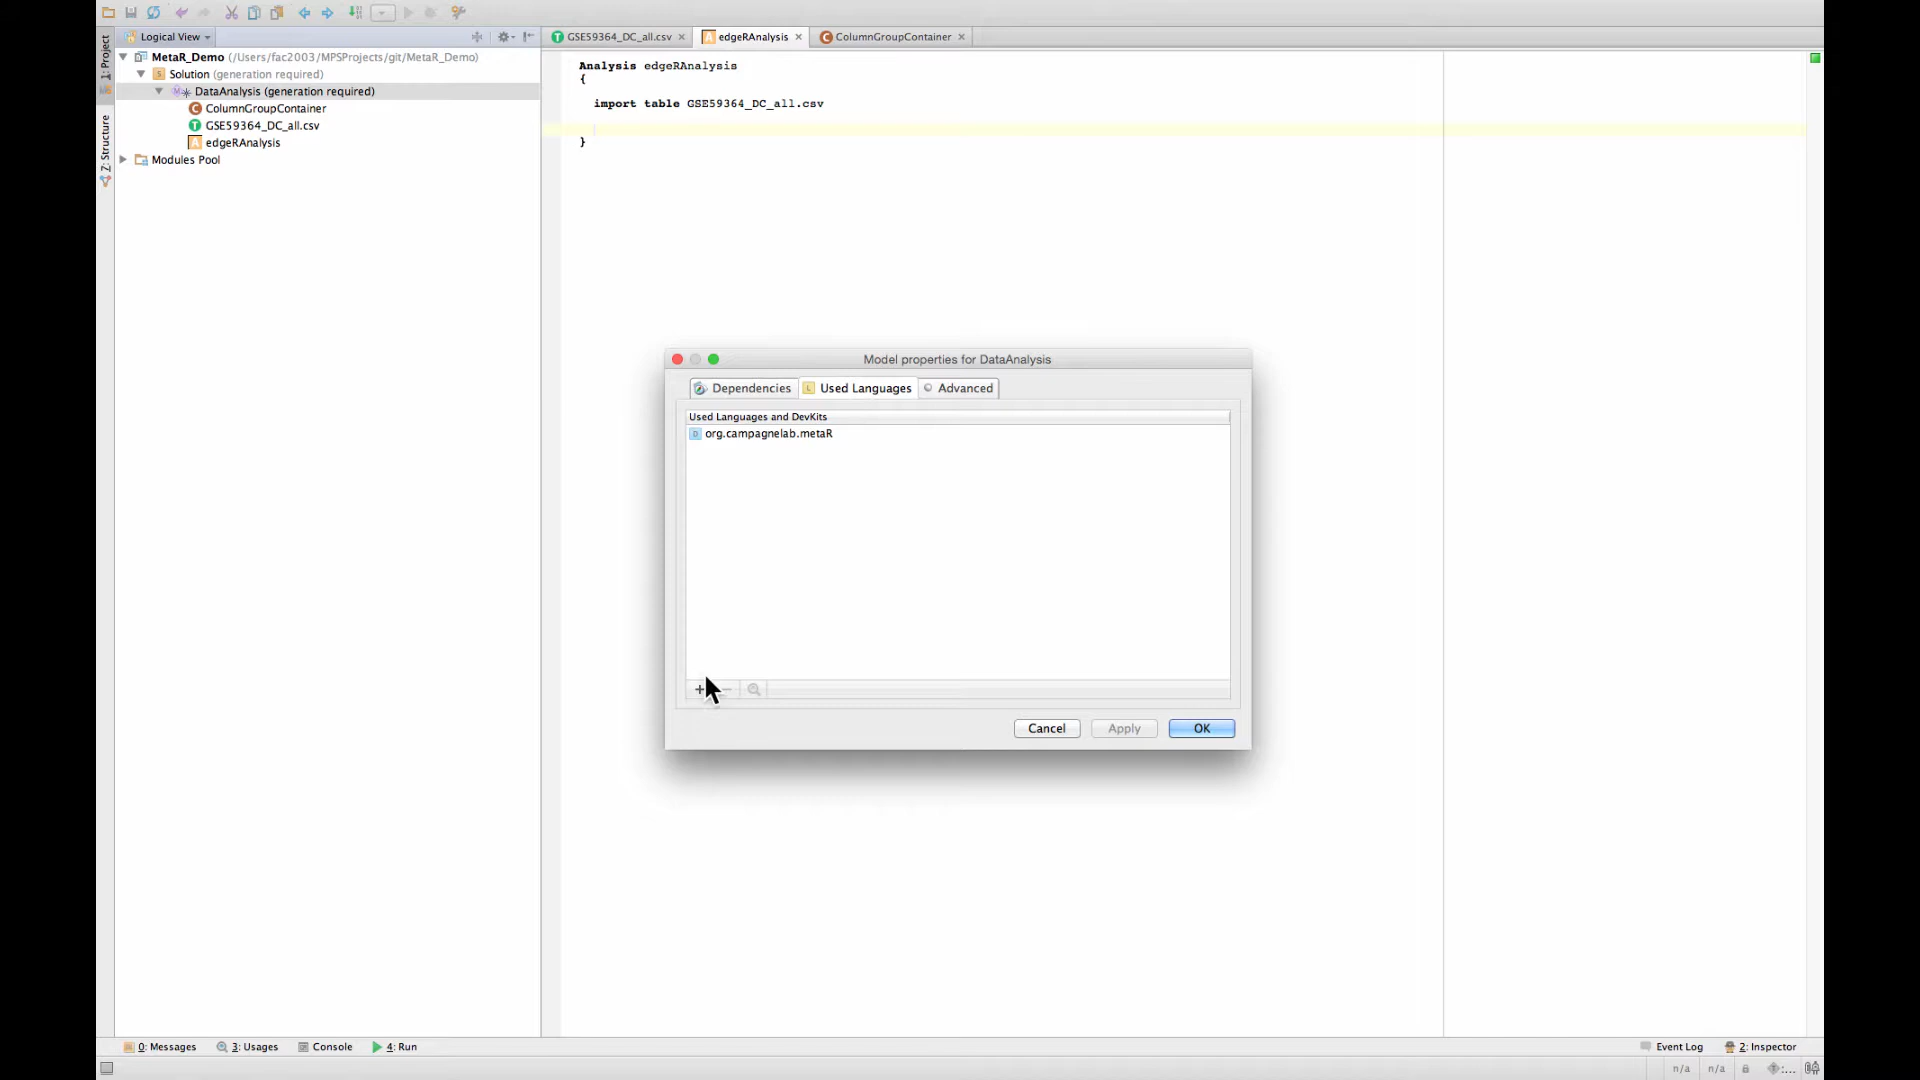 Logical View
GSE59364_DC_all.csv
edgeRAnalysis
ColumnGroupContainer
1: Project
Z: Structure
MetaR_Demo (/Users/fac2003/MPSProjects/git/MetaR_Demo)
Solution (generation required)
DataAnalysis (generation required)
ColumnGroupContainer
GSE59364_DC_all.csv
edgeRAnalysis
Modules Pool
Analysis edgeRAnalysis
{
import table GSE59364_DC_all.csv
}
Model properties for DataAnalysis
Dependencies
Used Languages
Advanced
Used Languages and DevKits
org.campagnelab.metaR
Cancel
Apply
OK
0: Messages
3: Usages
Console
4: Run
Event Log
2: Inspector
n/a
n/a
T:...